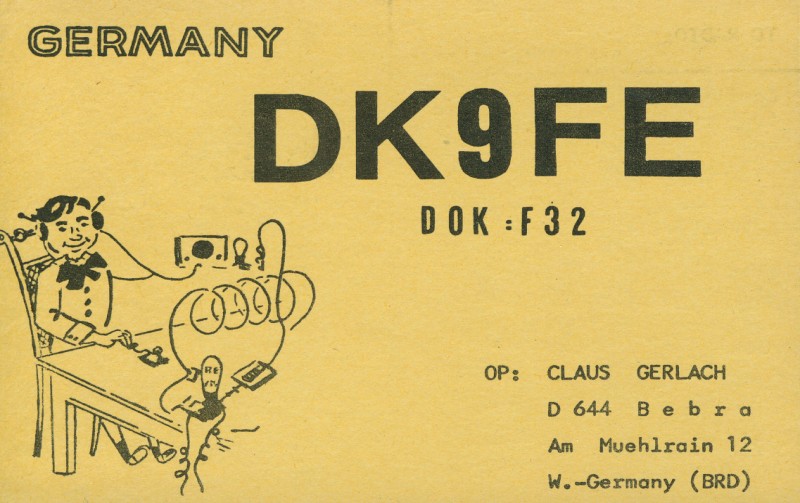 GERMANY
DK9FE
DOK:F32
OP: CLAUS GERLACH
D 644 Bebra
Am Muehlrain 12
W.-Germany (BRD)